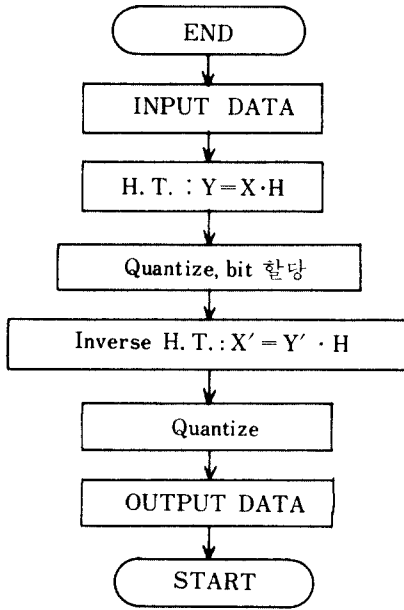 END
INPUT DATA
H. T. : Y=X·H
Quantize, bit 할당
Inverse H. T. : X′=Y′·H
Quantize
OUTPUT DATA
START